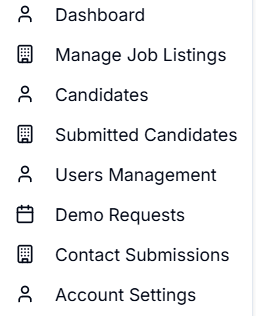 Dashboard
Manage Job Listings
Candidates
Submitted Candidates
Users Management
Demo Requests
Contact Submissions
Account Settings